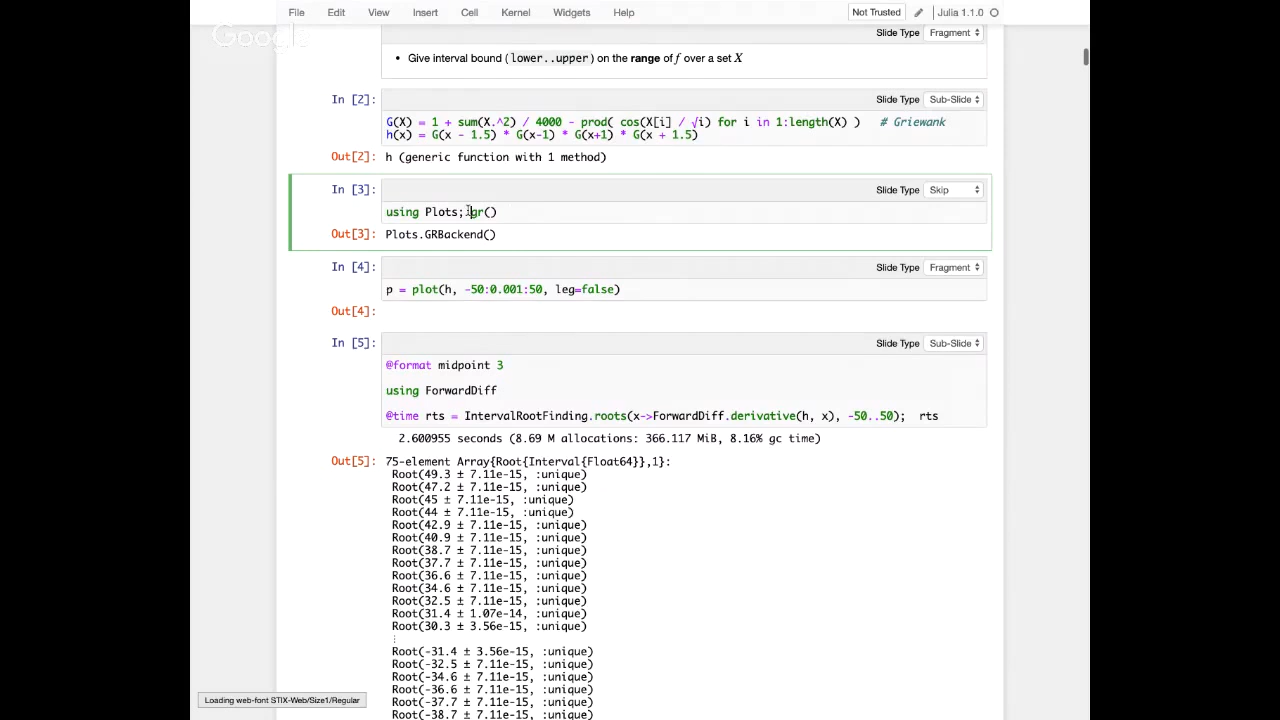 File Edit View Insert Cell Kernel Widgets Help Not Trusted Julia 1.1.0
Google
Slide Type Fragment
• Give interval bound (lower..upper) on the range of f over a set X
In [2]: Slide Type Sub-Slide
G(X) = 1 + sum(X.^2) / 4000 - prod( cos(X[i] / √i) for i in 1:length(X) ) # Griewank
h(x) = G(x - 1.5) * G(x-1) * G(x+1) * G(x + 1.5)
Out[2]: h (generic function with 1 method)
In [3]: Slide Type Skip
using Plots; gr()
Out[3]: Plots.GRBackend()
In [4]: Slide Type Fragment
p = plot(h, -50:0.001:50, leg=false)
Out[4]:
In [5]: Slide Type Sub-Slide
@format midpoint 3
using ForwardDiff
@time rts = IntervalRootFinding.roots(x->ForwardDiff.derivative(h, x), -50..50); rts
2.600955 seconds (8.69 M allocations: 366.117 MiB, 8.16% gc time)
Out[5]: 75-element Array{Root{Interval{Float64}},1}:
Root(49.3 ± 7.11e-15, :unique)
Root(47.2 ± 7.11e-15, :unique)
Root(45 ± 7.11e-15, :unique)
Root(44 ± 7.11e-15, :unique)
Root(42.9 ± 7.11e-15, :unique)
Root(40.9 ± 7.11e-15, :unique)
Root(38.7 ± 7.11e-15, :unique)
Root(37.7 ± 7.11e-15, :unique)
Root(36.6 ± 7.11e-15, :unique)
Root(34.6 ± 7.11e-15, :unique)
Root(32.5 ± 7.11e-15, :unique)
Root(31.4 ± 1.07e-14, :unique)
Root(30.3 ± 3.56e-15, :unique)
⋮
Root(-31.4 ± 3.56e-15, :unique)
Root(-32.5 ± 7.11e-15, :unique)
Root(-34.6 ± 7.11e-15, :unique)
Root(-36.6 ± 7.11e-15, :unique)
Root(-37.7 ± 7.11e-15, :unique)
Root(-38.7 ± 7.11e-15, :unique)
Loading web-font STIX-Web/Size1/Regular